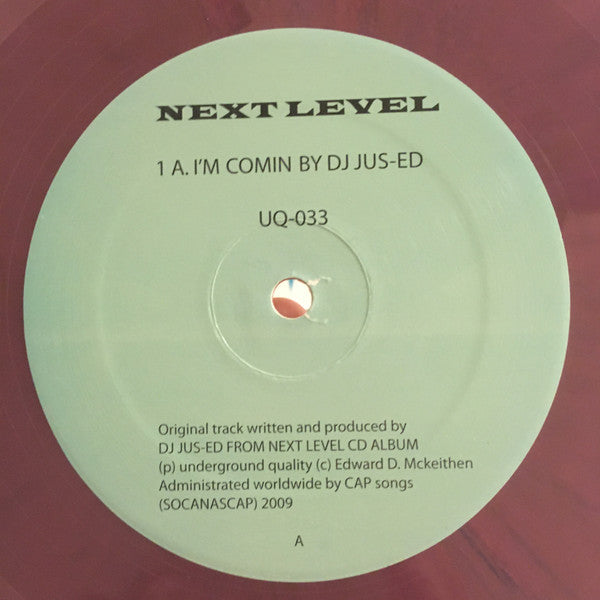 NEXT LEVEL
1 A. I'M COMIN BY DJ JUS-ED
UQ-033
Original track written and produced by
DJ JUS-ED FROM NEXT LEVEL CD ALBUM
(p) underground quality (c) Edward D. Mckeithen
Administrated worldwide by CAP songs
(SOCANASCAP) 2009
A